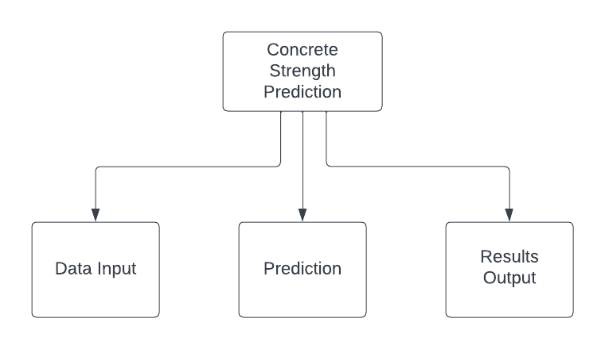 Concrete
Strength
Prediction
Data Input
Prediction
Results
Output